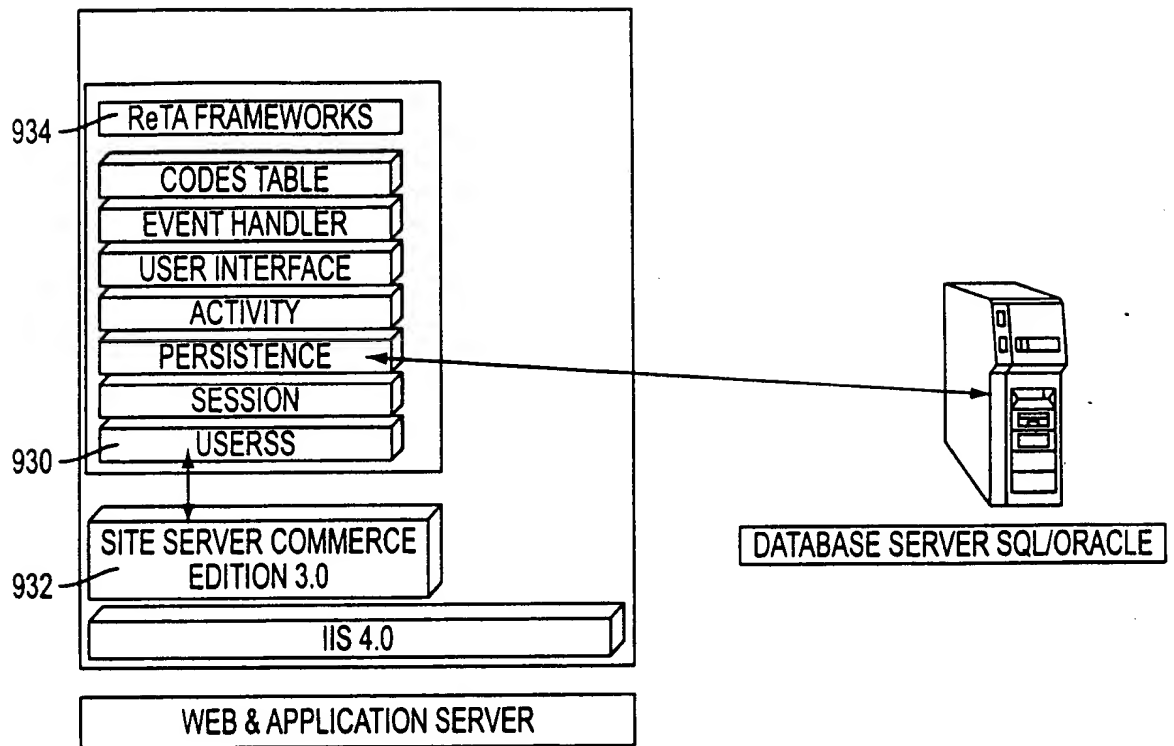 934
ReTA FRAMEWORKS
CODES TABLE
EVENT HANDLER
USER INTERFACE
ACTIVITY
PERSISTENCE
SESSION
930
USERSS
SITE SERVER COMMERCE
EDITION 3.0
932
IIS 4.0
WEB & APPLICATION SERVER
DATABASE SERVER SQL/ORACLE